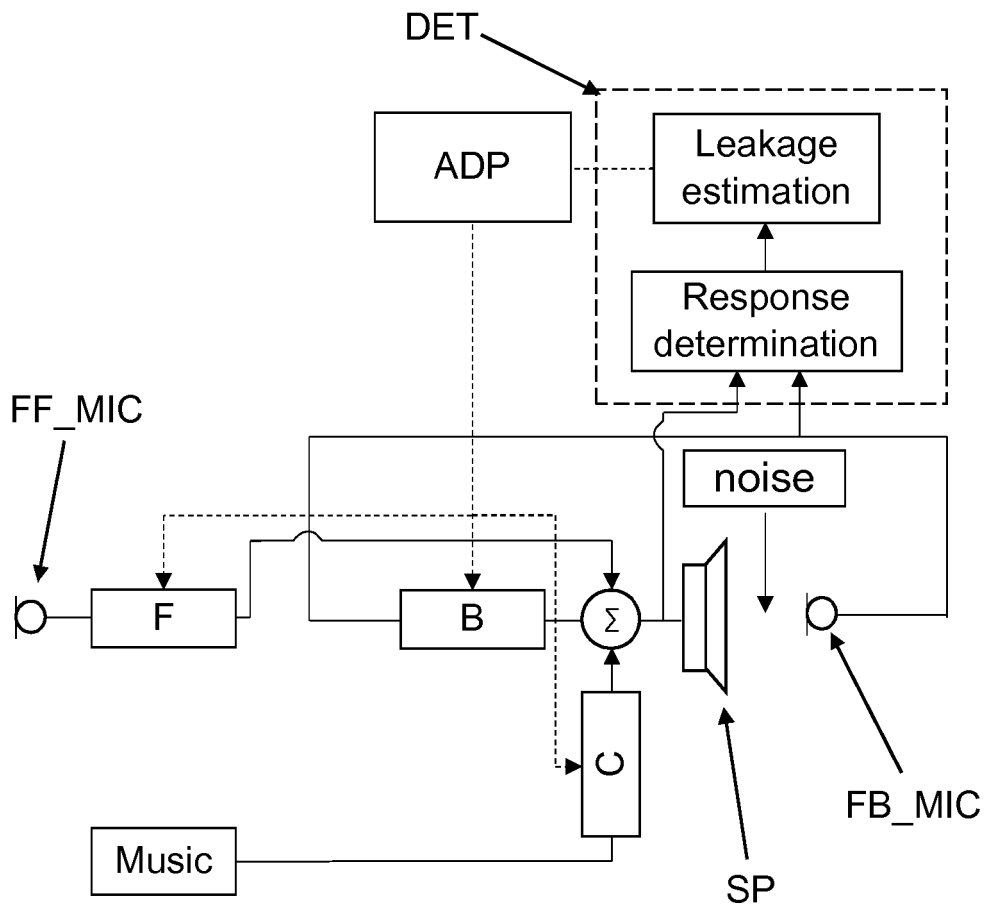 DET
ADP
Leakage
estimation
Response
determination
FF_MIC
noise
F
B
Σ
C
FB_MIC
Music
SP